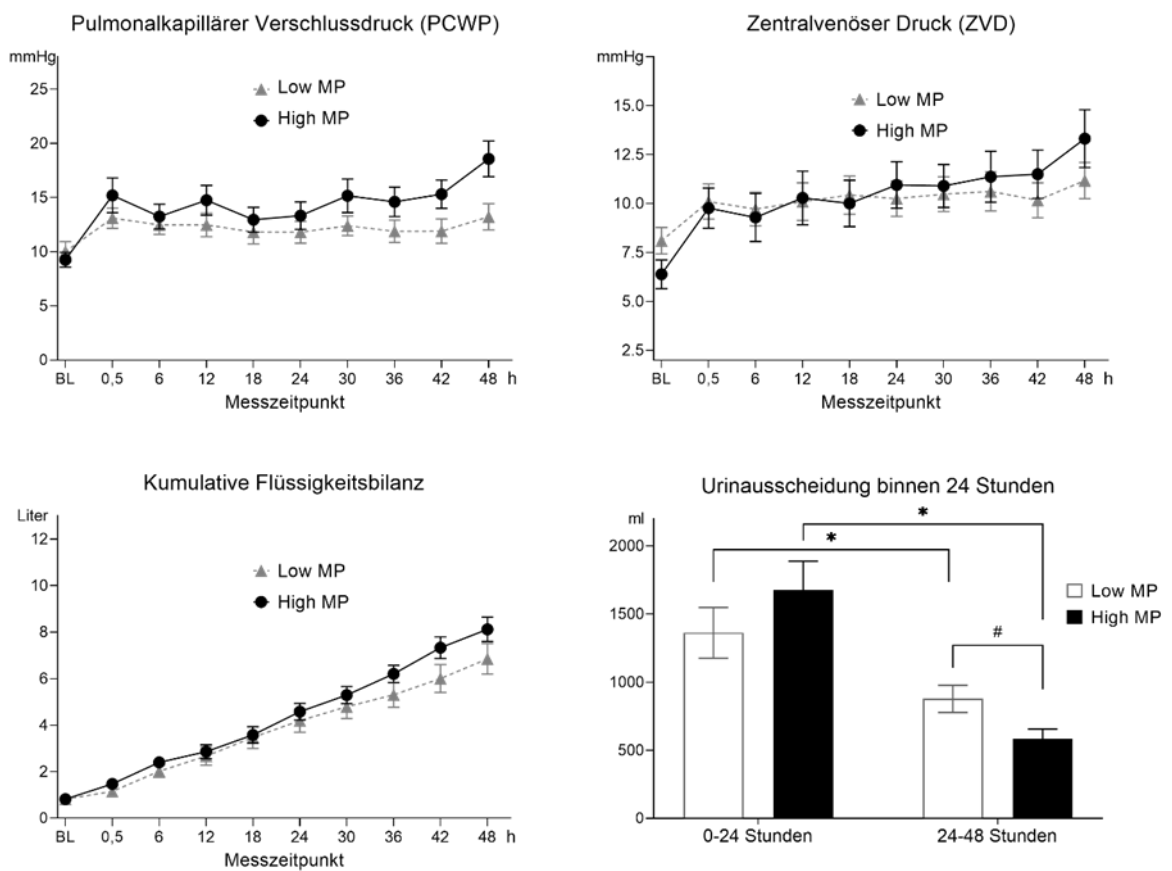 Pulmonalkapillärer Verschlussdruck (PCWP)
mmHg
25
20
15
10
5
0
Low MP
High MP
BL 0,5 6 12 18 24 30 36 42 48 h
Messzeitpunkt
Zentralvenöser Druck (ZVD)
mmHg
15.0
12.5
10.0
7.5
5.0
2.5
Low MP
High MP
BL 0,5 6 12 18 24 30 36 42 48 h
Messzeitpunkt
Kumulative Flüssigkeitsbilanz
Liter
12
10
8
6
4
2
0
Low MP
High MP
BL 0,5 6 12 18 24 30 36 42 48 h
Messzeitpunkt
Urinausscheidung binnen 24 Stunden
ml
2000
1500
1000
500
0
*
*
#
Low MP
High MP
0-24 Stunden 24-48 Stunden